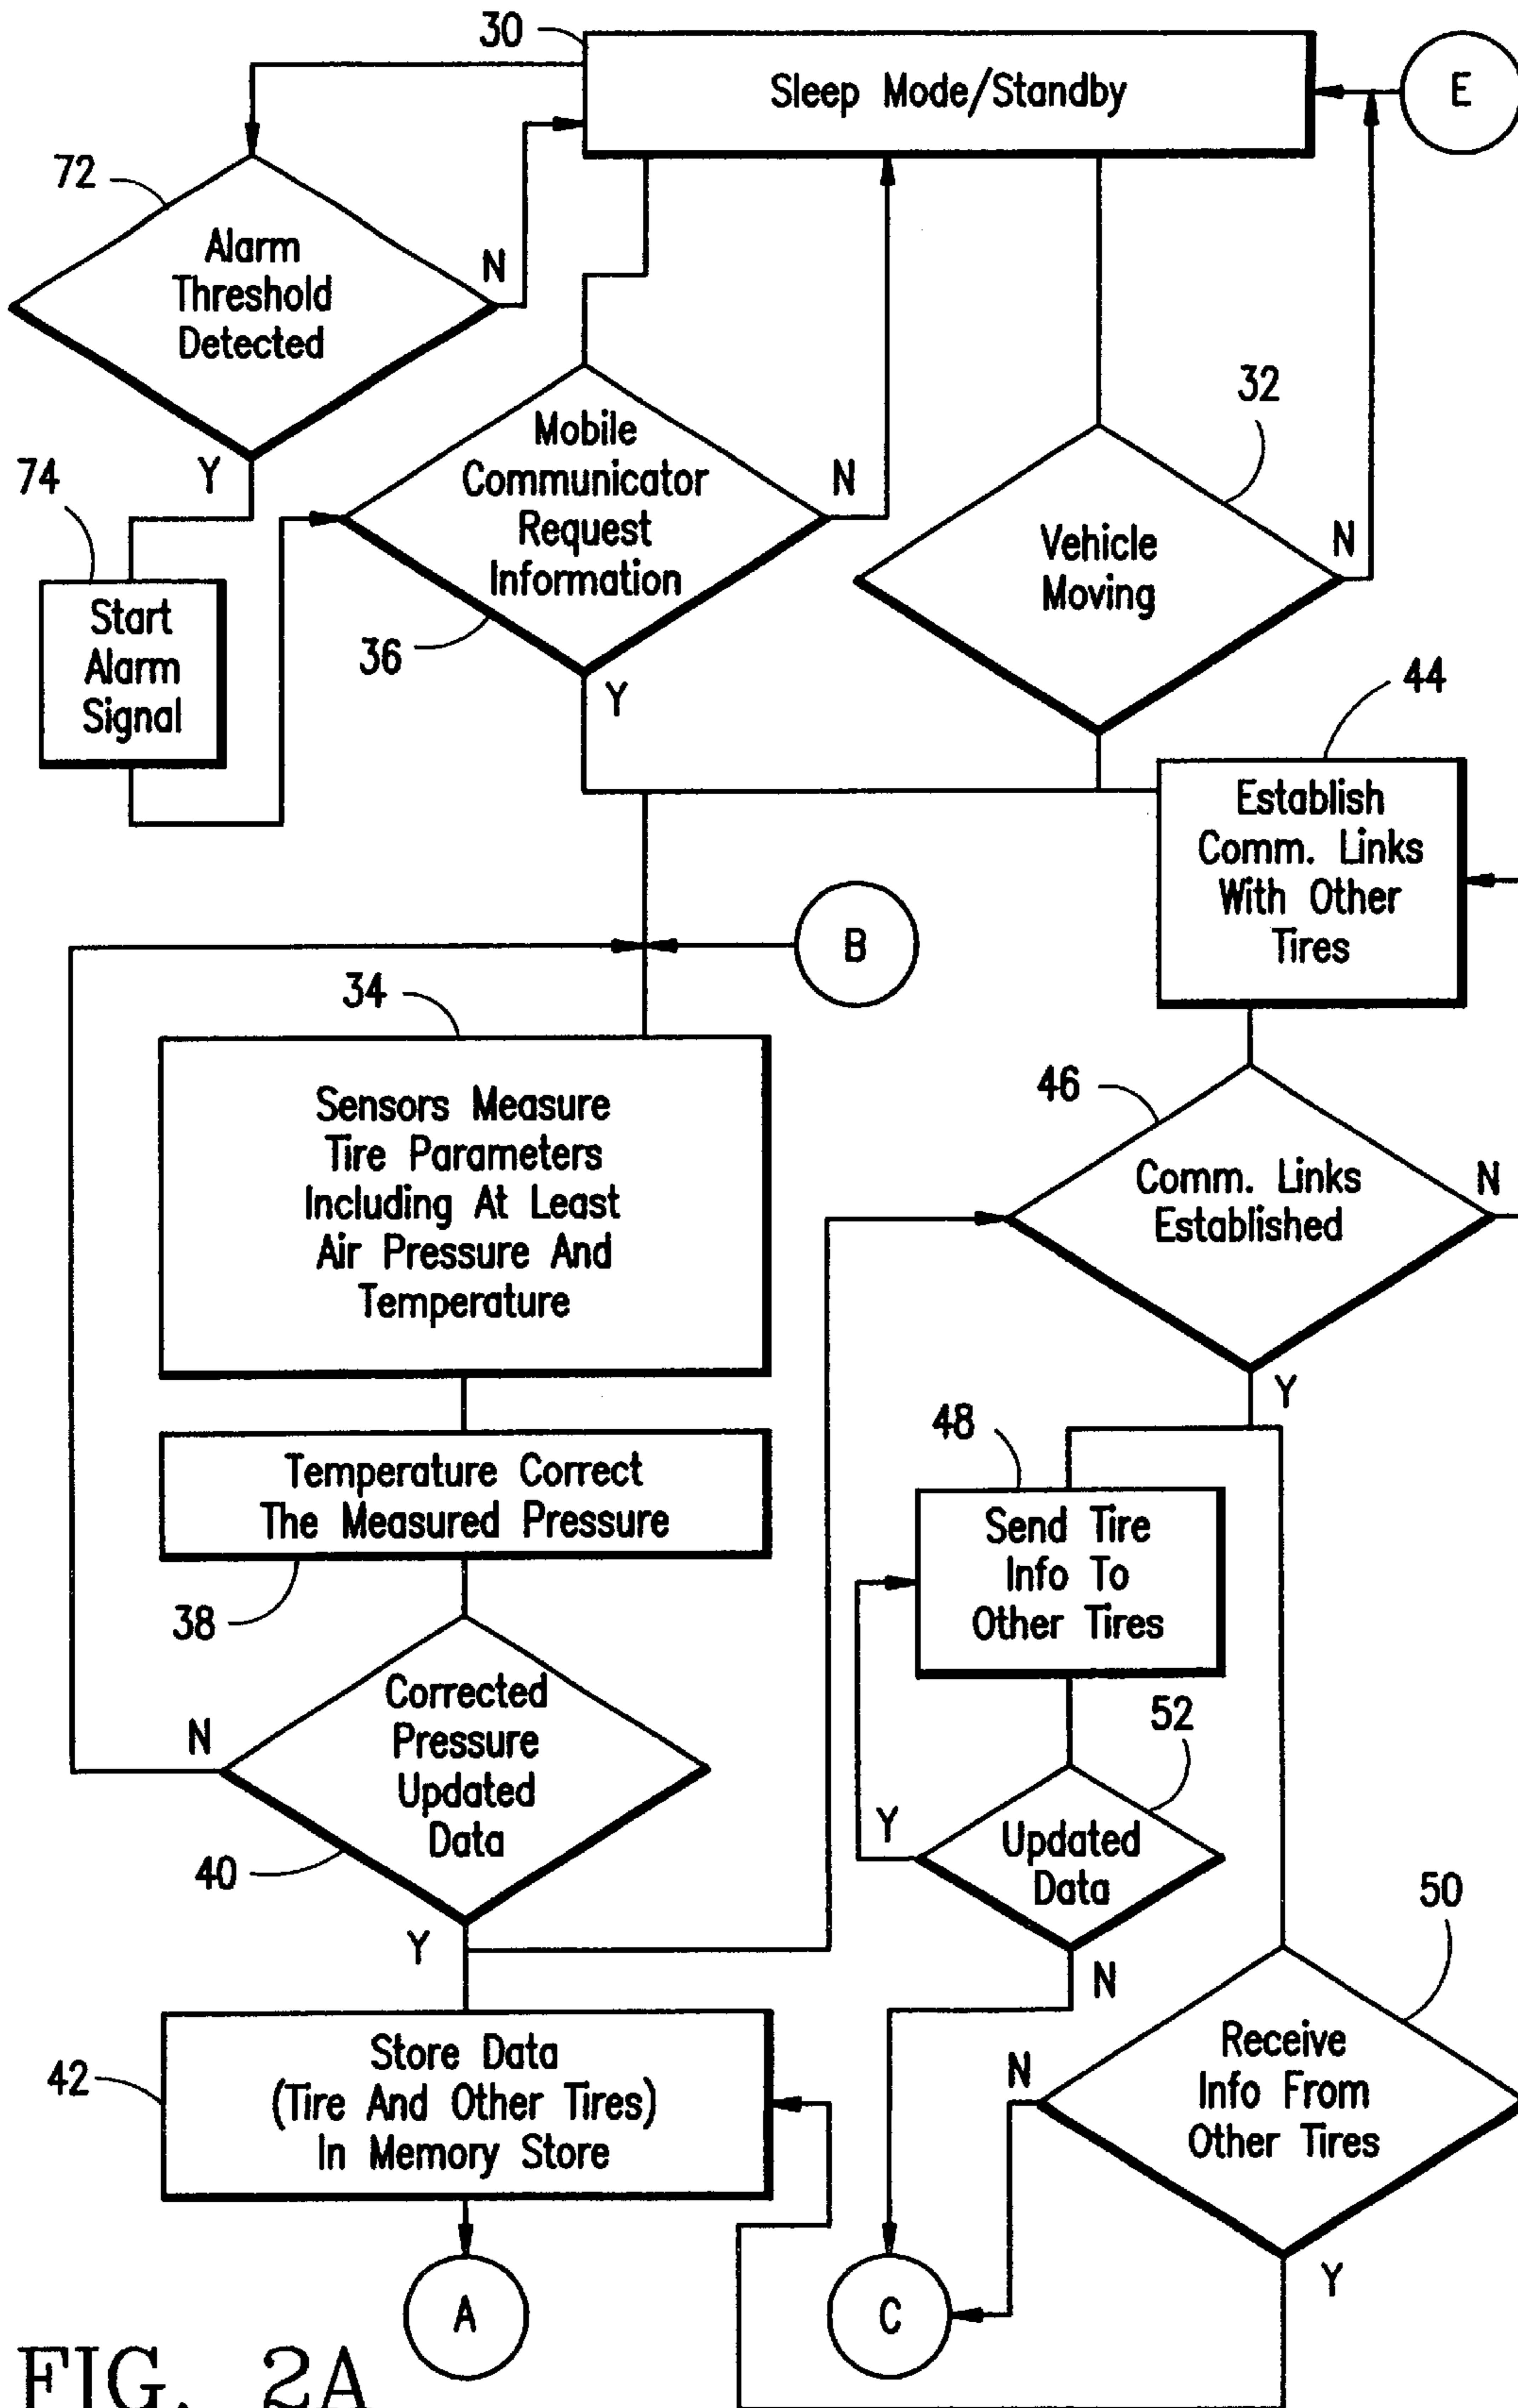 30
Sleep Mode/Standby
E
72
Alarm
Threshold
Detected
N
Y
74
Start
Alarm
Signal
Mobile
Communicator
Request
Information
N
36
Y
32
Vehicle
Moving
N
44
Establish
Comm. Links
With Other
Tires
B
34
Sensors Measure
Tire Parameters
Including At Least
Air Pressure And
Temperature
46
Comm. Links
Established
N
Y
Temperature Correct
The Measured Pressure
38
48
Send Tire
Info To
Other Tires
Corrected
Pressure
Updated
Data
N
40
Y
52
Updated
Data
Y
N
50
Receive
Info From
Other Tires
N
Y
42
Store Data
(Tire And Other Tires)
In Memory Store
A
C
FIG. 2A